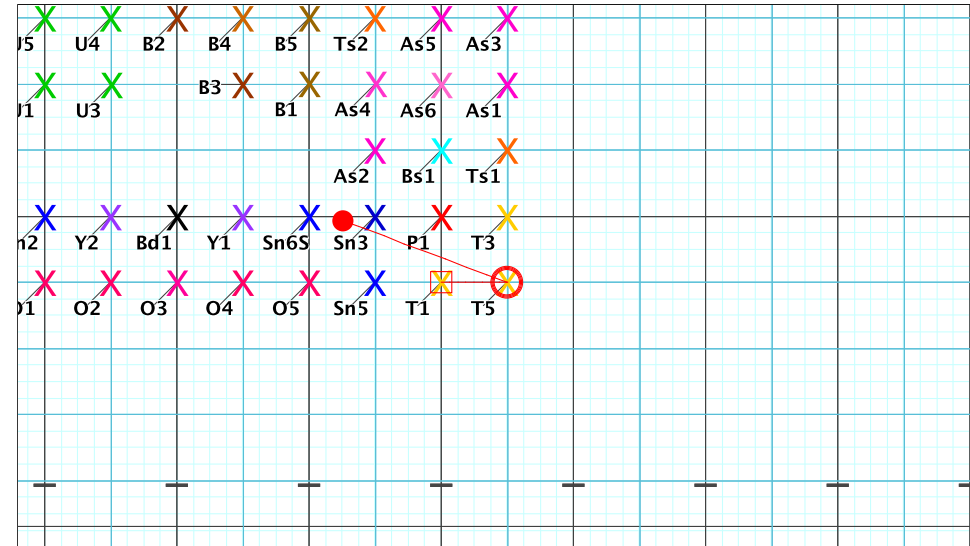 U4 B2 B4 B5 Ts2 As5 As3
U3 B3 B1 As4 As6 As1
As2 Bs1 Ts1
Y2 Bd1 Y1 Sn6S Sn3 P1 T3
O2 O3 O4 O5 Sn5 T1 T5